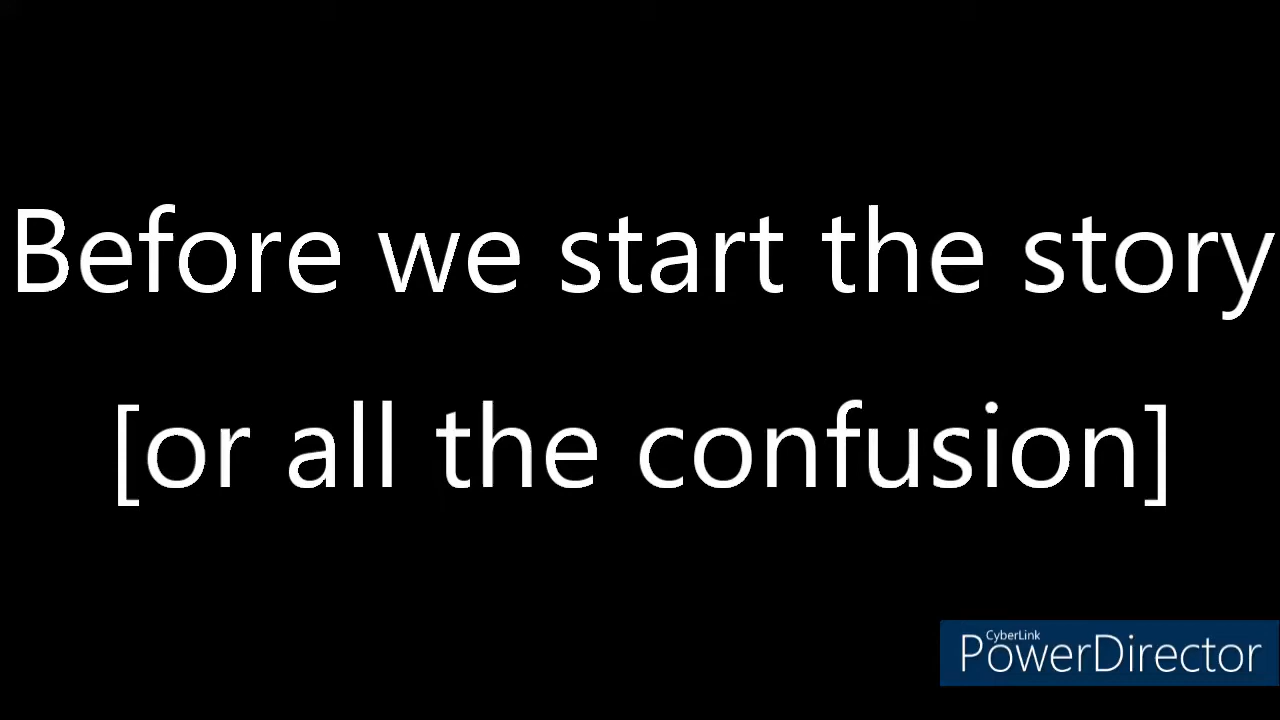 Before we start the story
[or all the confusion]
CyberLink
PowerDirector